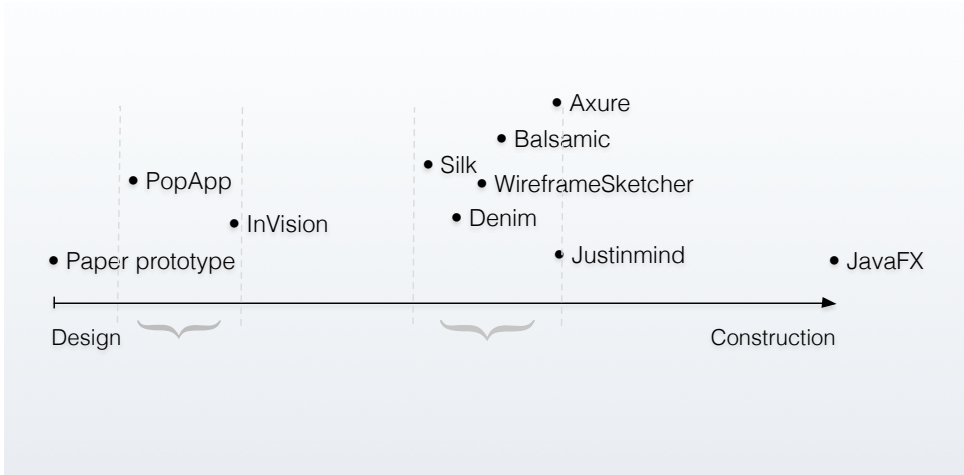 Axure
Balsamic
Silk
PopApp
WireframeSketcher
Denim
InVision
Justinmind
Paper prototype
JavaFX
Design
Construction